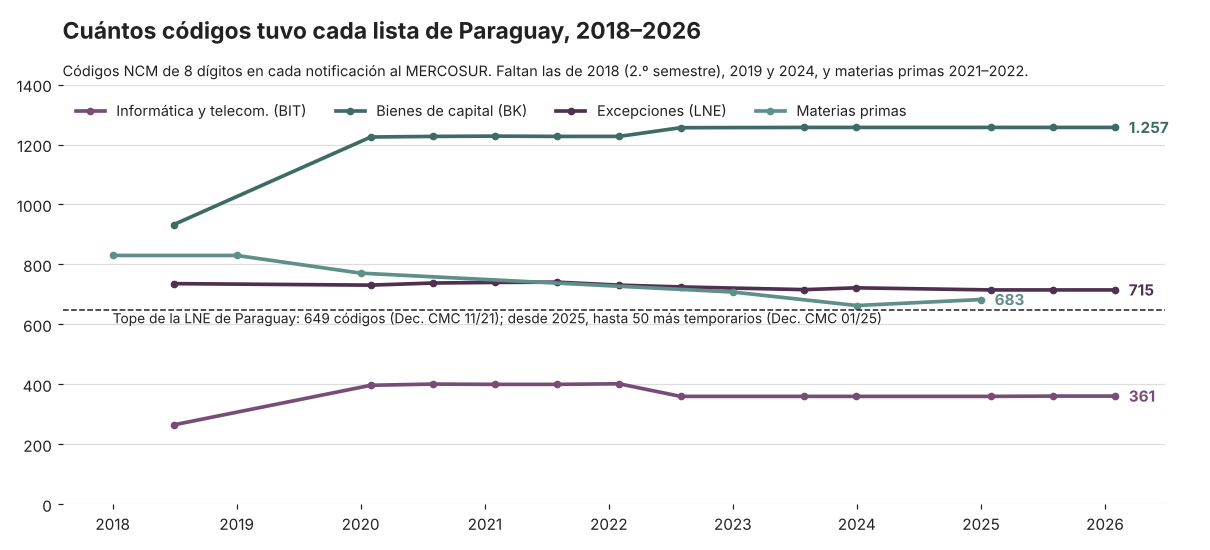 Cuántos códigos tuvo cada lista de Paraguay, 2018–2026
Códigos NCM de 8 dígitos en cada notificación al MERCOSUR. Faltan las de 2018 (2.º semestre), 2019 y 2024, y materias primas 2021–2022.
1400
Informática y telecom. (BIT) Bienes de capital (BK) Excepciones (LNE) Materias primas
1.257
1200
1000
800
715
683
Tope de la LNE de Paraguay: 649 códigos (Dec. CMC 11/21); desde 2025, hasta 50 más temporarios (Dec. CMC 01/25)
600
400
361
200
0
2018 2019 2020 2021 2022 2023 2024 2025 2026